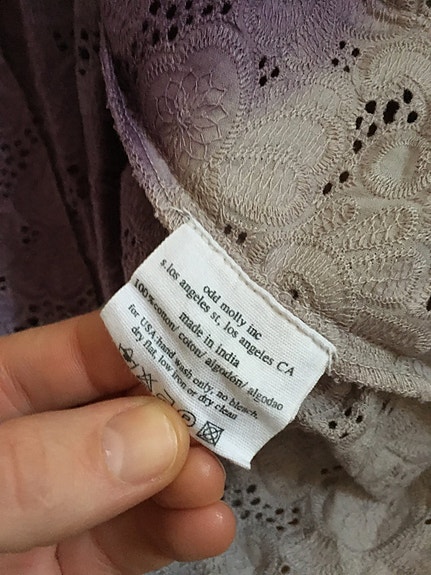 odd molly inc
s.los angeles st, los angeles CA
made in india
100%cotton/ coton/ algodón/ algodao
for USA:hand wash only, no bleach
dry flat, low iron or dry clean